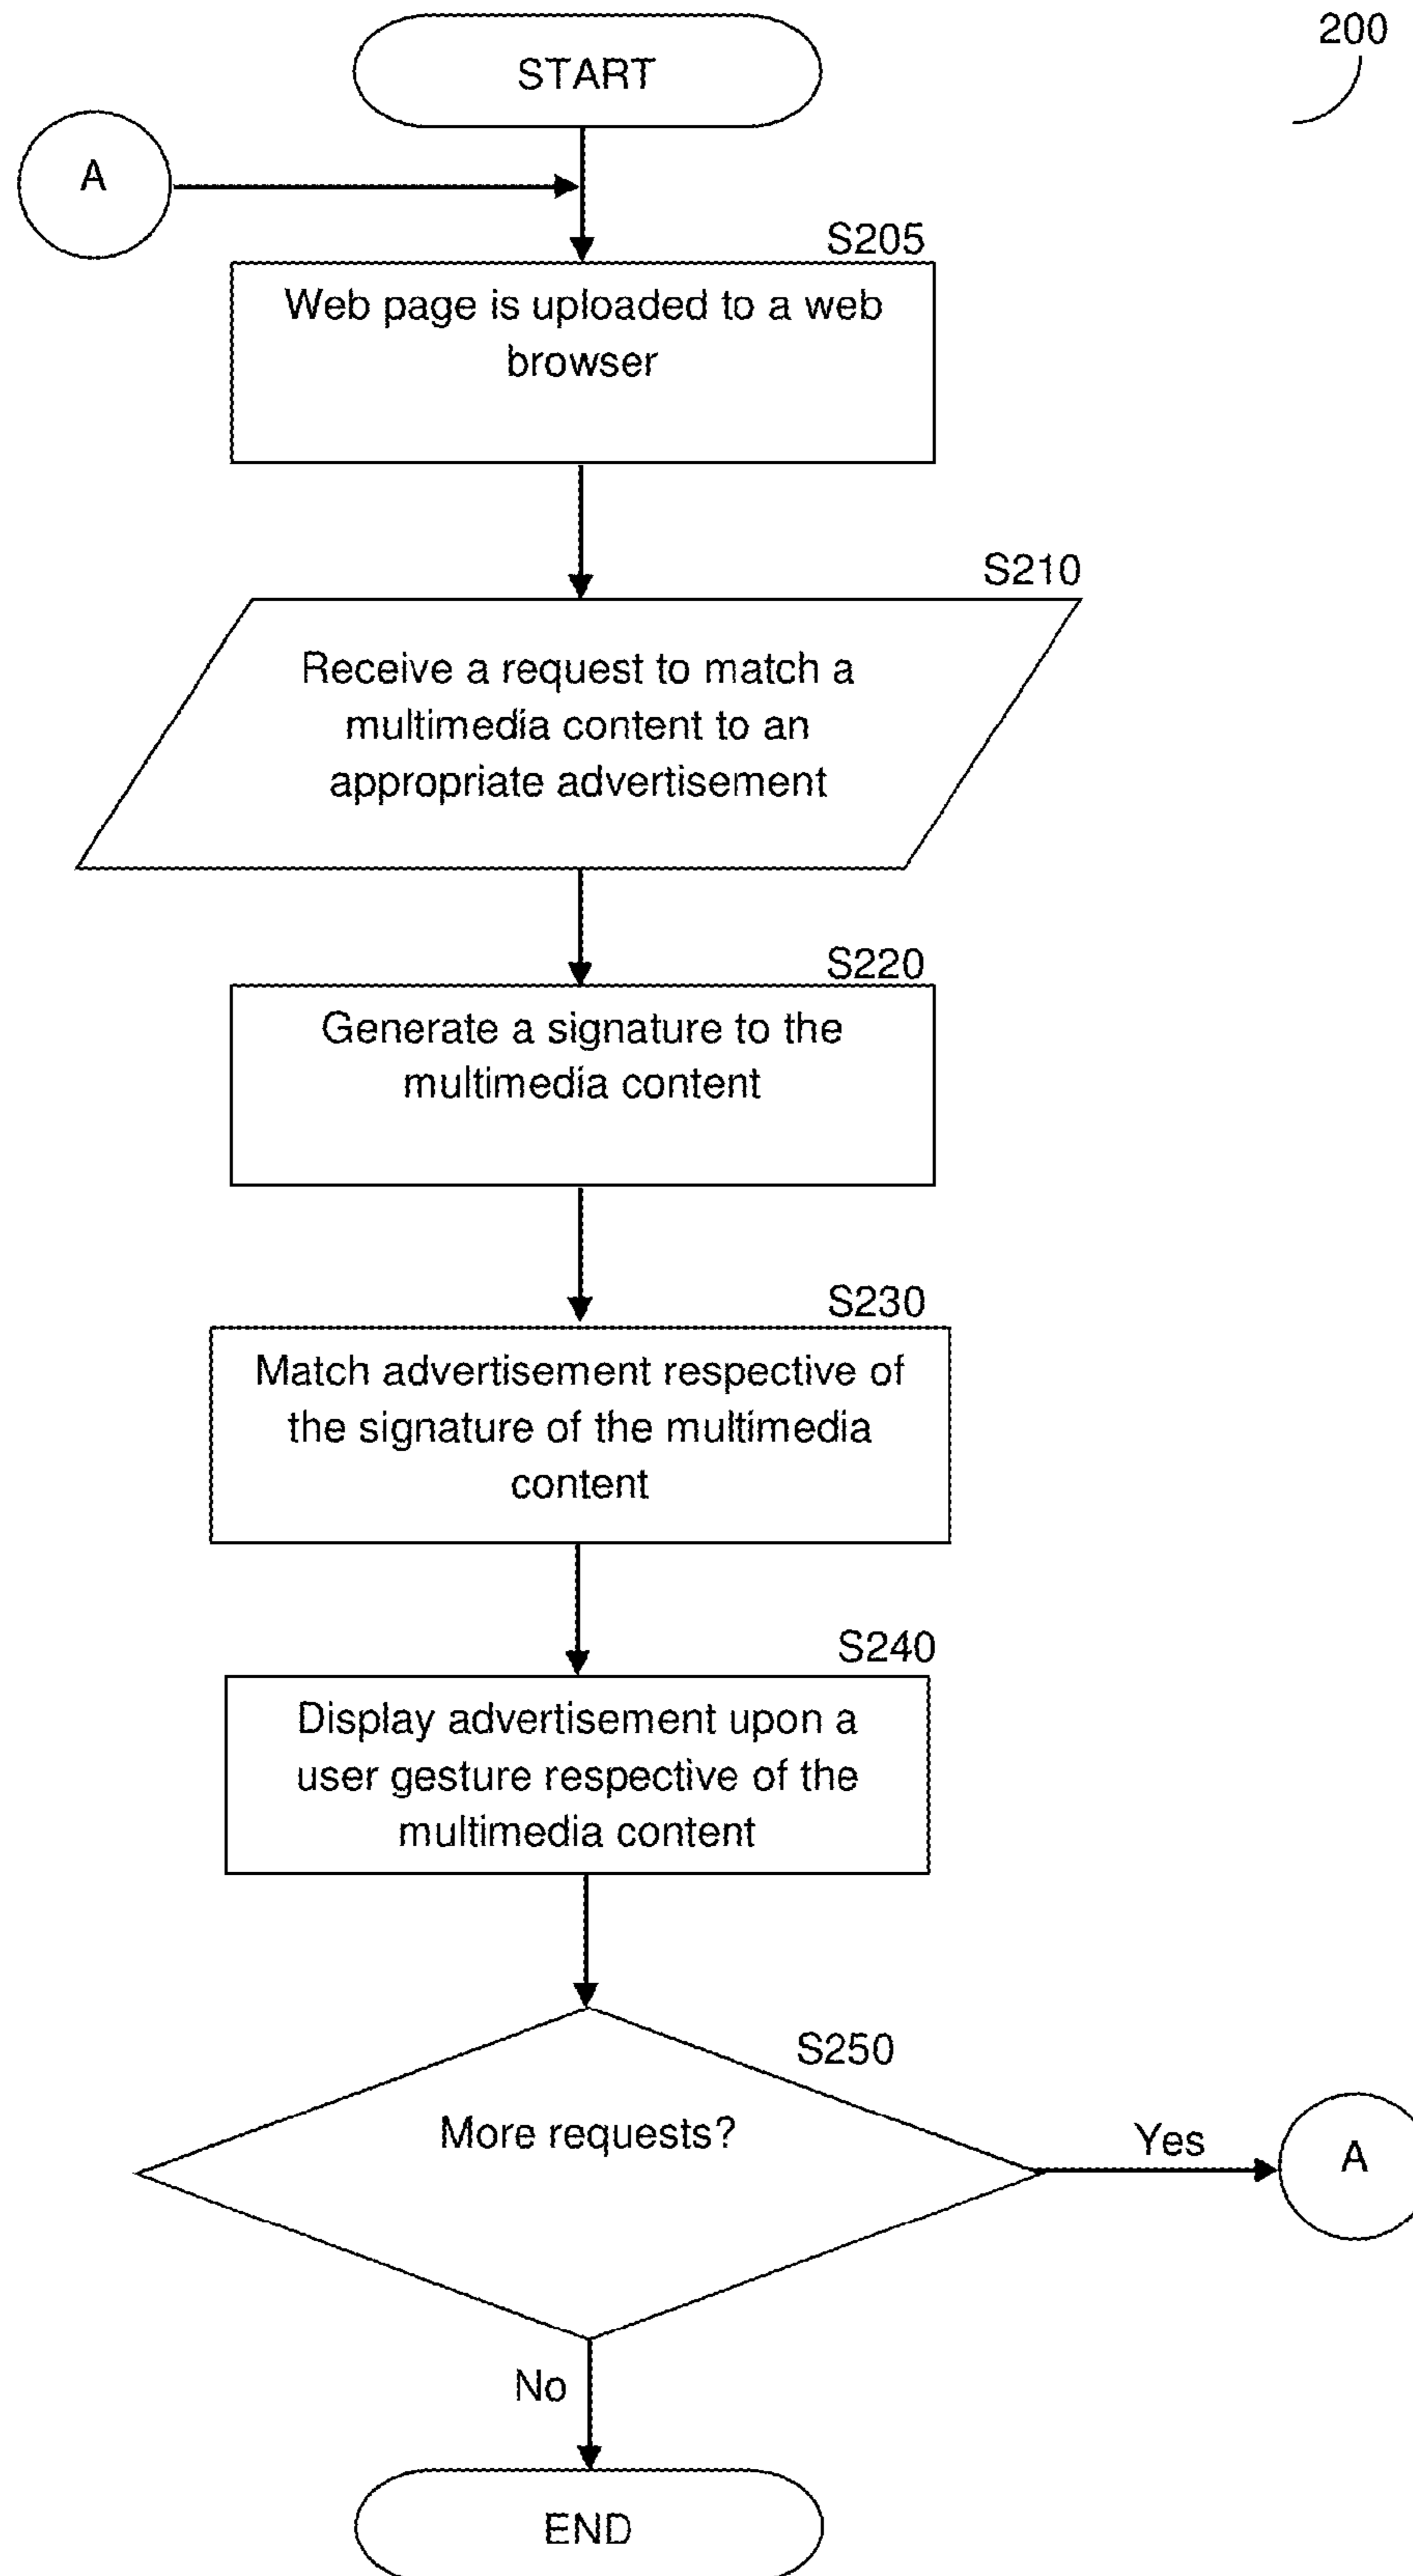 200
START
A
S205
Web page is uploaded to a web
browser
S210
Receive a request to match a
multimedia content to an
appropriate advertisement
S220
Generate a signature to the
multimedia content
S230
Match advertisement respective of
the signature of the multimedia
content
S240
Display advertisement upon a
user gesture respective of the
multimedia content
S250
More requests?
Yes
A
No
END